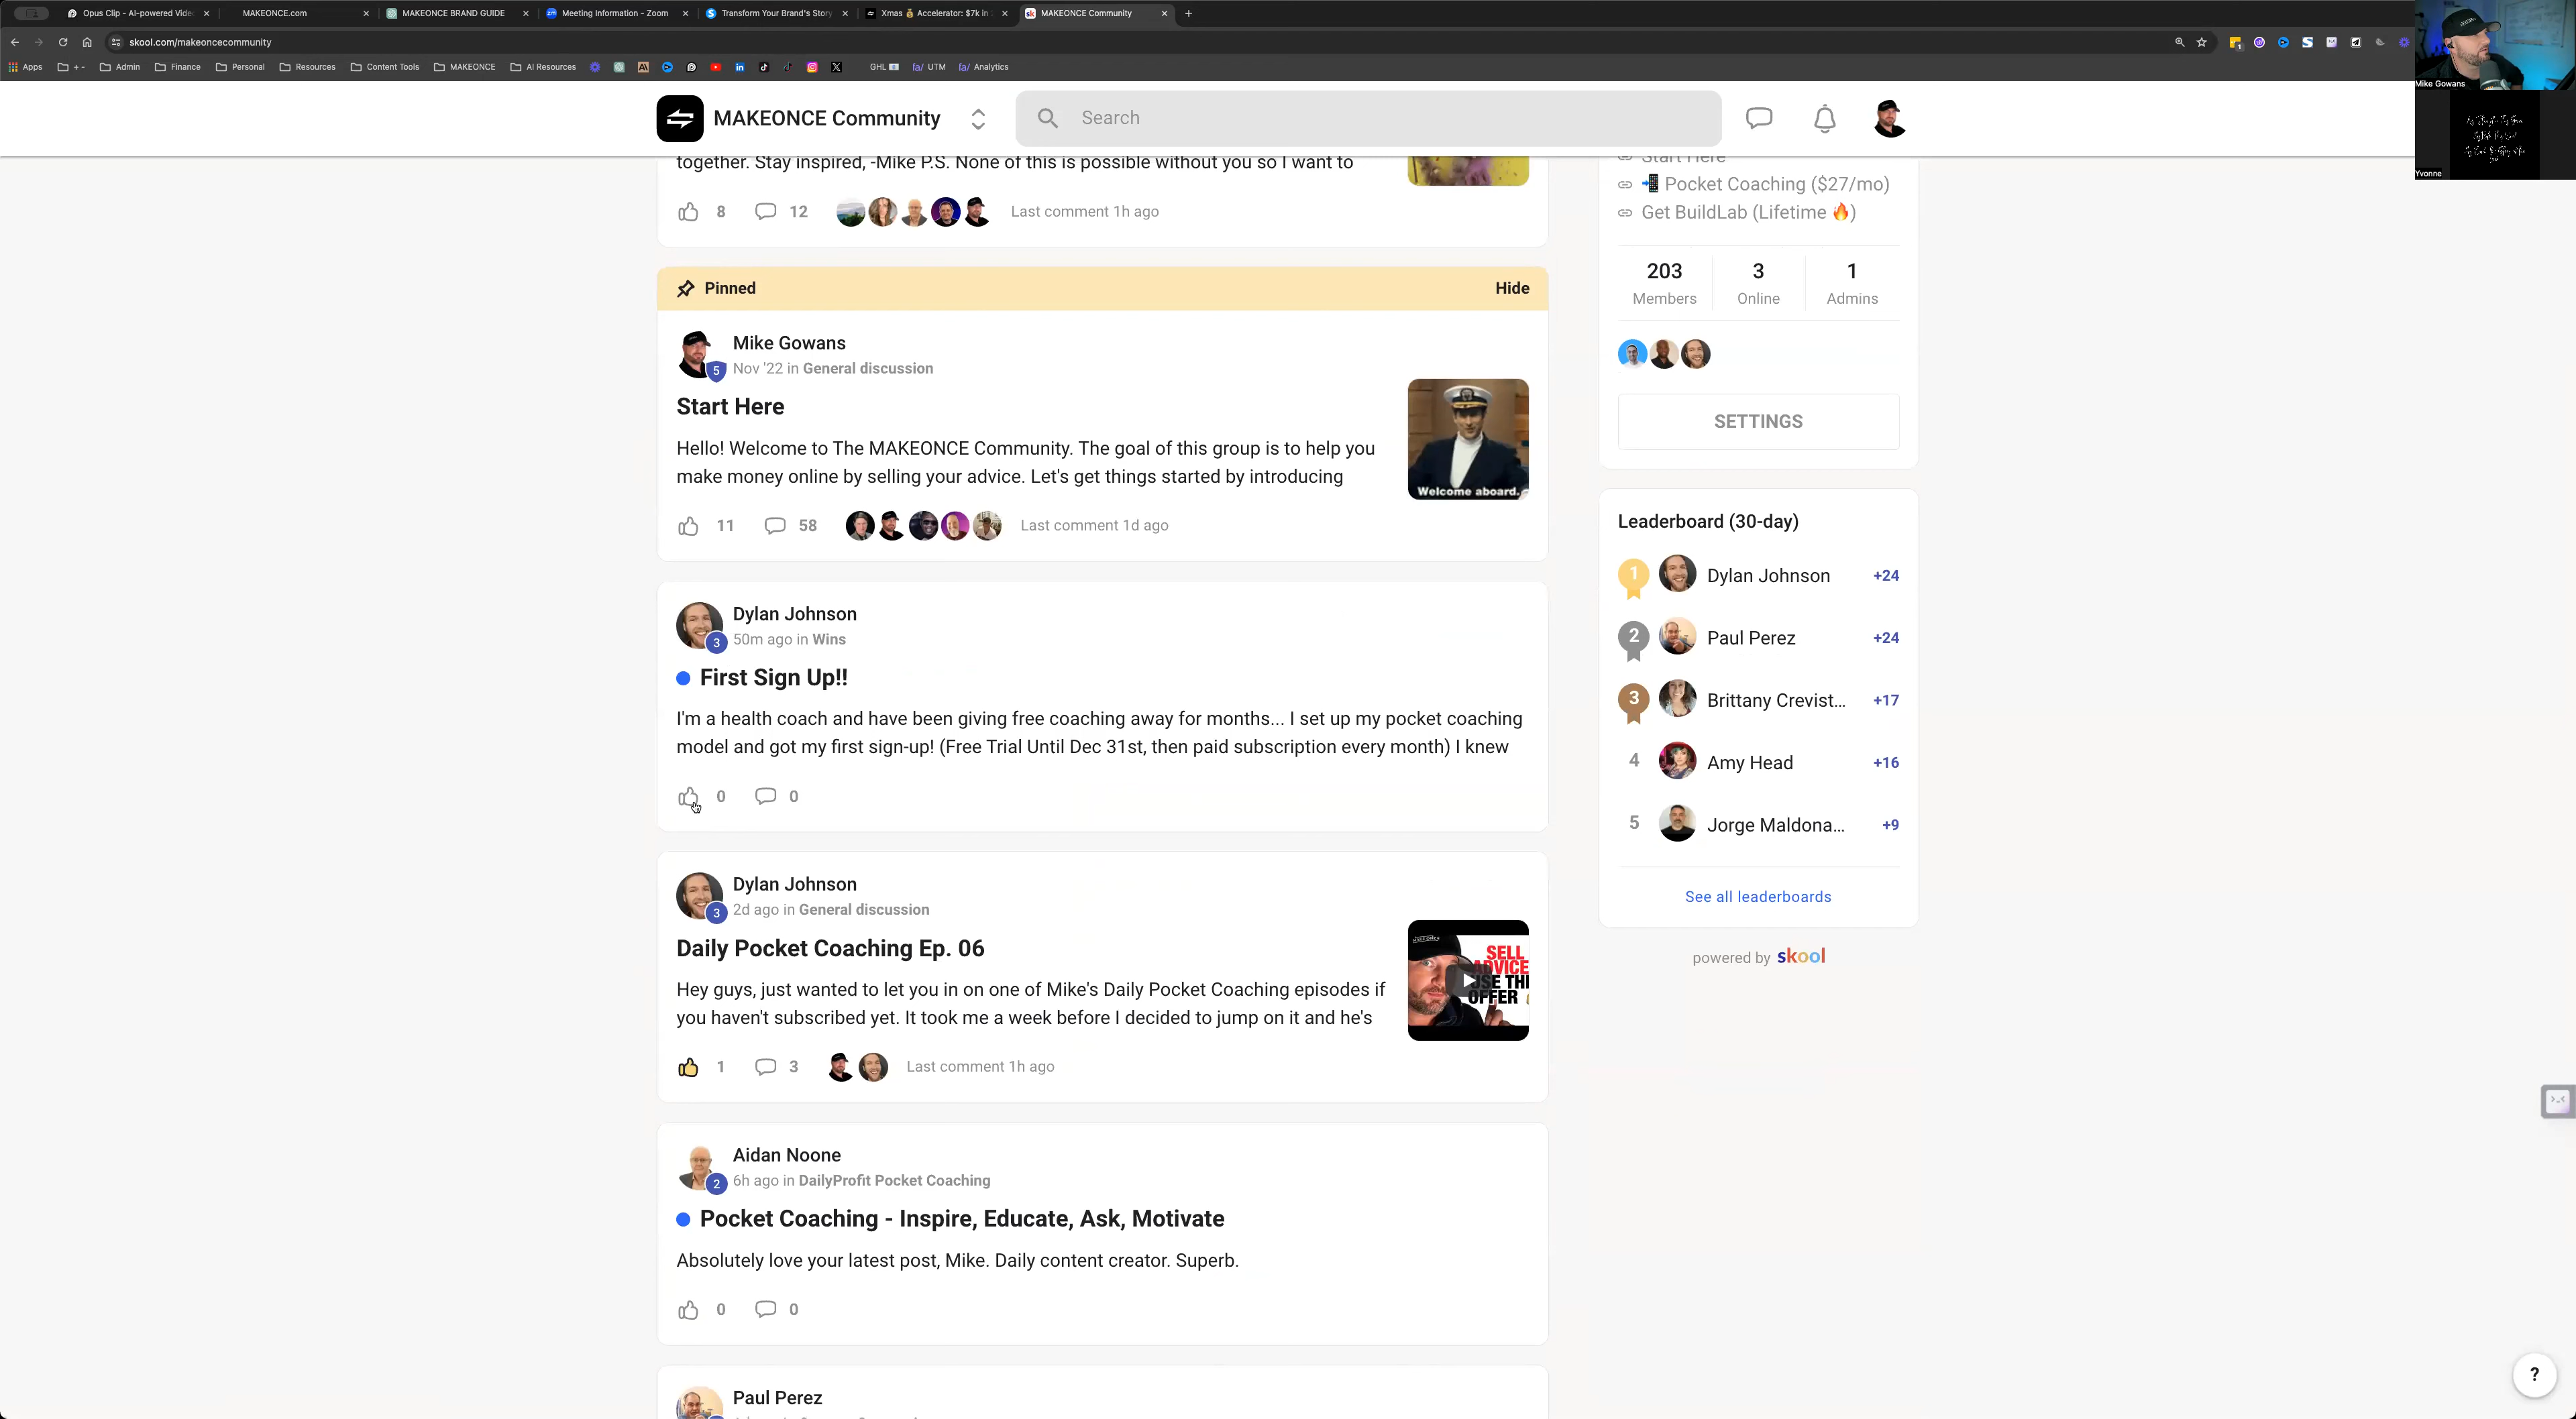 Opus Clip - AI-powered Vide
MAKEONCE.com
MAKEONCE BRAND GUIDE
Meeting Information - Zoom
Transform Your Brand's Story
Xmas 💰 Accelerator: $7k in
MAKEONCE Community
skool.com/makeoncecommunity
Apps
+ -
Admin
Finance
Personal
Resources
Content Tools
MAKEONCE
AI Resources
GHL
UTM
Analytics
Mike Gowans
Yvonne
MAKEONCE Community
Search
together. Stay inspired, -Mike P.S. None of this is possible without you so I want to
8
12
Last comment 1h ago
Pinned
Hide
Mike Gowans
5
Nov '22 in General discussion
Start Here
Hello! Welcome to The MAKEONCE Community. The goal of this group is to help you
make money online by selling your advice. Let's get things started by introducing
Welcome aboard.
11
58
Last comment 1d ago
Dylan Johnson
3
50m ago in Wins
First Sign Up!!
I'm a health coach and have been giving free coaching away for months... I set up my pocket coaching
model and got my first sign-up! (Free Trial Until Dec 31st, then paid subscription every month) I knew
0
0
Dylan Johnson
3
2d ago in General discussion
Daily Pocket Coaching Ep. 06
Hey guys, just wanted to let you in on one of Mike's Daily Pocket Coaching episodes if
you haven't subscribed yet. It took me a week before I decided to jump on it and he's
SELL
ADVICE
USE THI
OFFER
1
3
Last comment 1h ago
Aidan Noone
2
6h ago in DailyProfit Pocket Coaching
Pocket Coaching - Inspire, Educate, Ask, Motivate
Absolutely love your latest post, Mike. Daily content creator. Superb.
0
0
Paul Perez
Start Here
📲 Pocket Coaching ($27/mo)
Get BuildLab (Lifetime 🔥)
203
Members
3
Online
1
Admins
SETTINGS
Leaderboard (30-day)
1
Dylan Johnson
+24
2
Paul Perez
+24
3
Brittany Crevist...
+17
4
Amy Head
+16
5
Jorge Maldona...
+9
See all leaderboards
powered by skool
?